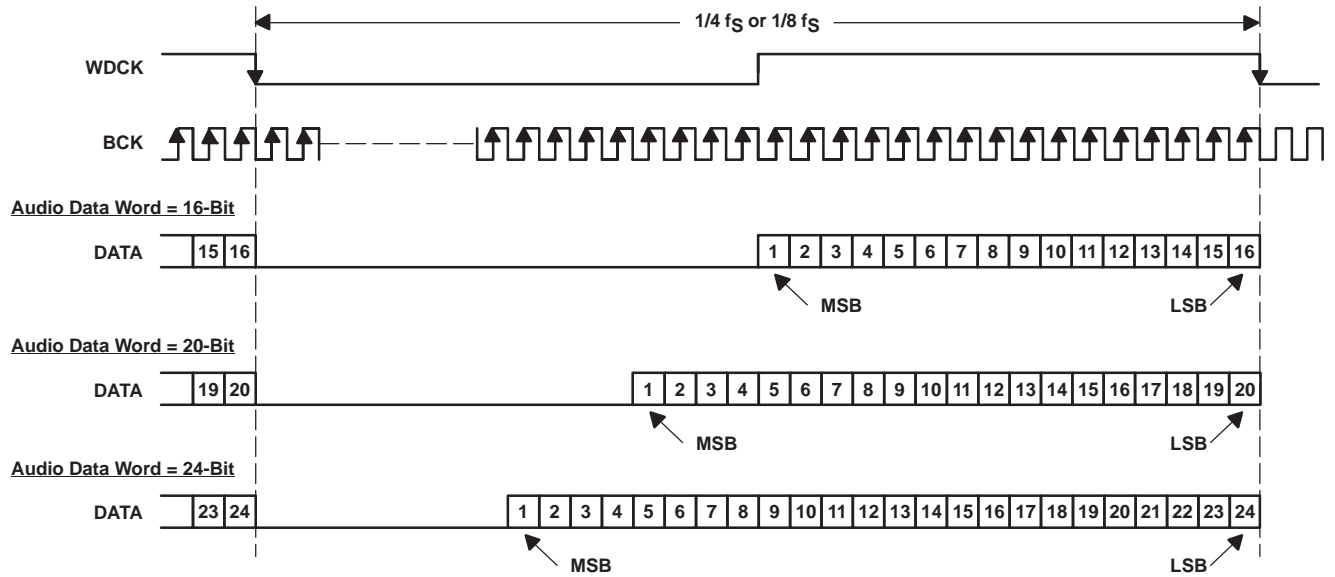 1/4 fS or 1/8 fS
WDCK
BCK
Audio Data Word = 16-Bit
DATA 15 16 1 2 3 4 5 6 7 8 9 10 11 12 13 14 15 16
MSB LSB
Audio Data Word = 20-Bit
DATA 19 20 1 2 3 4 5 6 7 8 9 10 11 12 13 14 15 16 17 18 19 20
MSB LSB
Audio Data Word = 24-Bit
DATA 23 24 1 2 3 4 5 6 7 8 9 10 11 12 13 14 15 16 17 18 19 20 21 22 23 24
MSB LSB